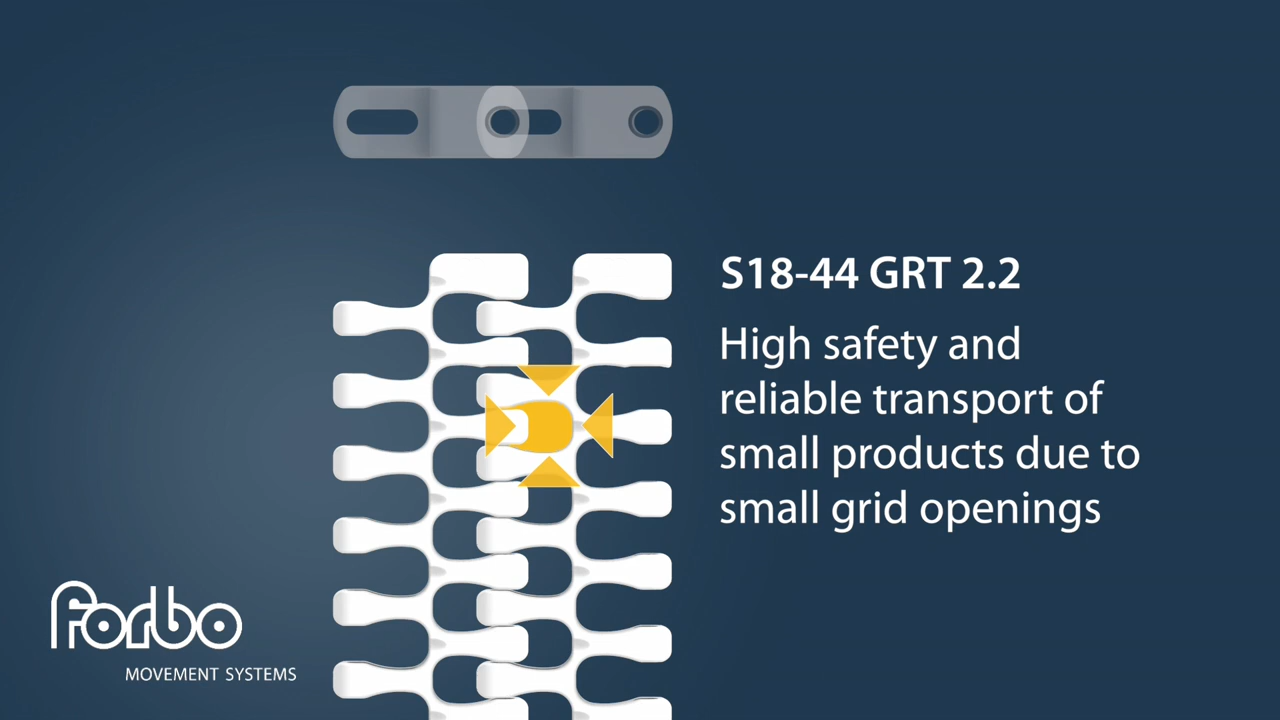 S18-44 GRT 2.2
High safety and
reliable transport of
small products due to
small grid openings
forbo
MOVEMENT SYSTEMS